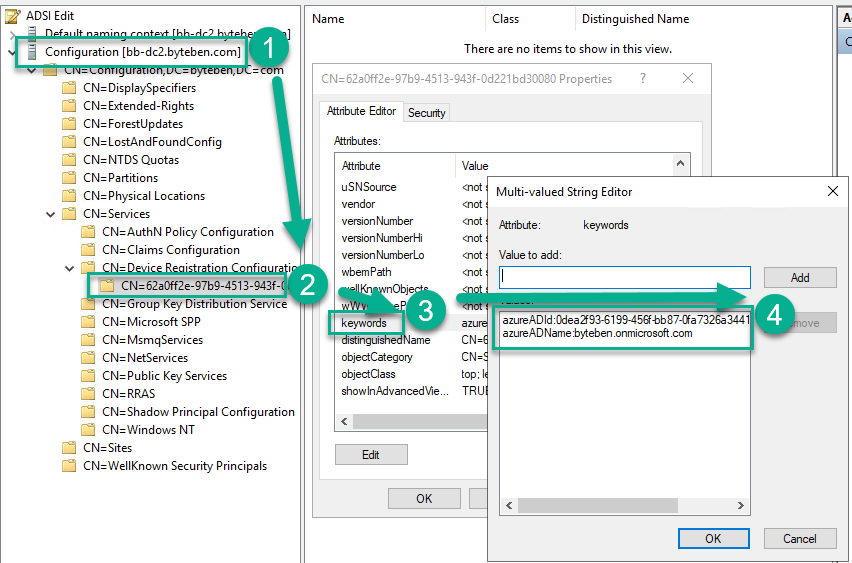 ADSI Edit
Default naming context [bb-dc2.byteben.com]
Configuration [bb-dc2.byteben.com]
CN=Configuration,DC=byteben,DC=com
CN=DisplaySpecifiers
CN=Extended-Rights
CN=ForestUpdates
CN=LostAndFoundConfig
CN=NTDS Quotas
CN=Partitions
CN=Physical Locations
CN=Services
CN=AuthN Policy Configuration
CN=Claims Configuration
CN=Device Registration Configuratio
CN=62a0ff2e-97b9-4513-943f-0
CN=Group Key Distribution Service
CN=Microsoft SPP
CN=MsmqServices
CN=NetServices
CN=Public Key Services
CN=RRAS
CN=Shadow Principal Configuration
CN=Windows NT
CN=Sites
CN=WellKnown Security Principals
1
2
3
4
Name Class Distinguished Name
There are no items to show in this view.
CN=62a0ff2e-97b9-4513-943f-0d221bd30080 Properties ?
Attribute Editor Security
Attributes:
Attribute Value
uSNSource <not s
vendor <not s
versionNumber <not s
versionNumberHi <not s
versionNumberLo <not s
wbemPath <not s
wellKnownObjects <not s
<not s
keywords azure
distinguishedName CN=6
objectCategory CN=S
objectClass top; le
showInAdvancedVie... TRUE
Edit
OK
Multi-valued String Editor
Attribute: keywords
Value to add:
Add
Values:
azureADId:0dea2f93-6199-456f-bb87-0fa7326a3441
azureADName:byteben.onmicrosoft.com
OK Cancel